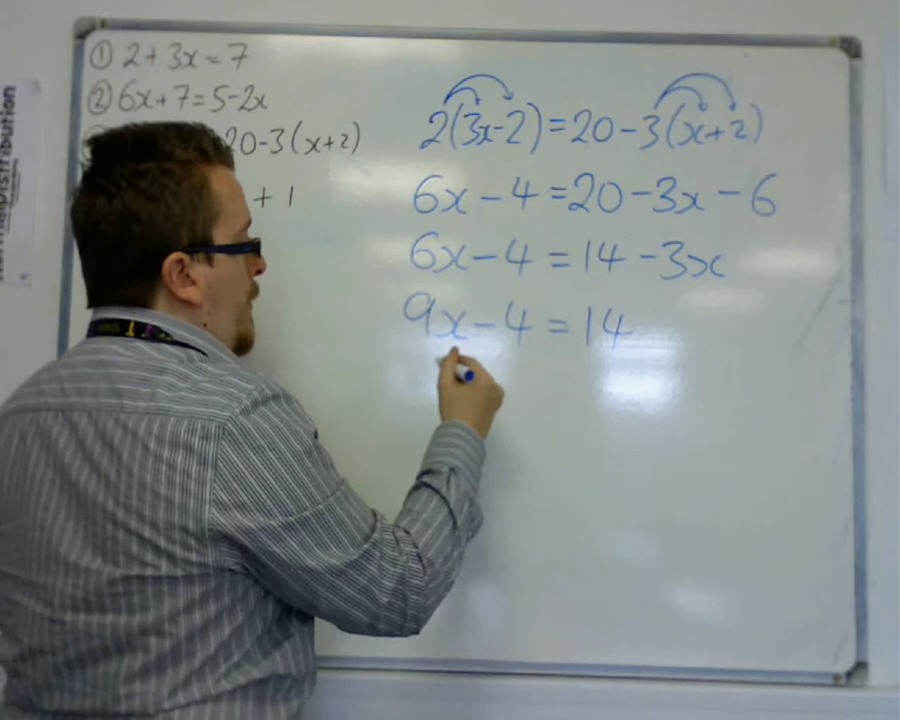 ① 2 + 3x = 7
② 6x + 7 = 5 - 2x
20 - 3(x + 2)
+ 1
2(3x - 2) = 20 - 3(x + 2)
6x - 4 = 20 - 3x - 6
6x - 4 = 14 - 3x
9x - 4 = 14
Distribution